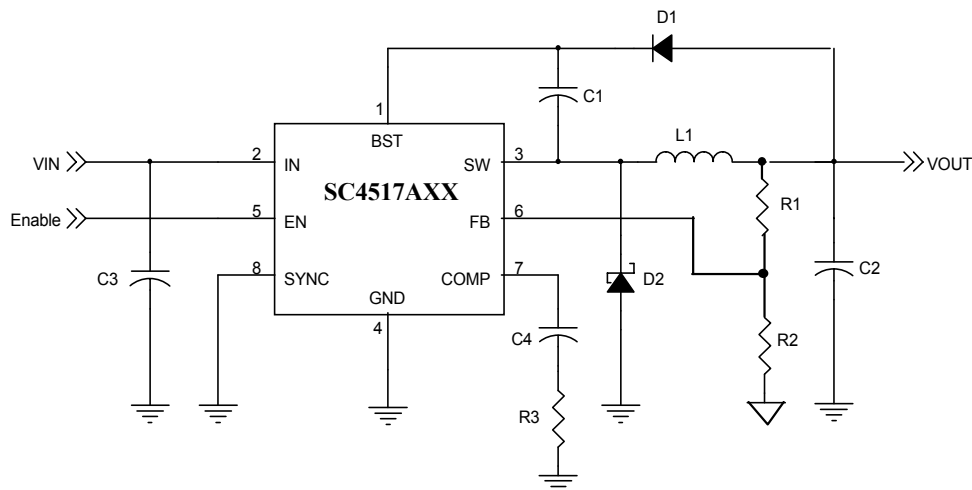 D1
C1
1
BST
L1
VIN
2
IN
SW
3
VOUT
SC4517AXX
R1
Enable
5
EN
FB
6
C3
8
SYNC
COMP
7
D2
C2
GND
4
C4
R2
R3